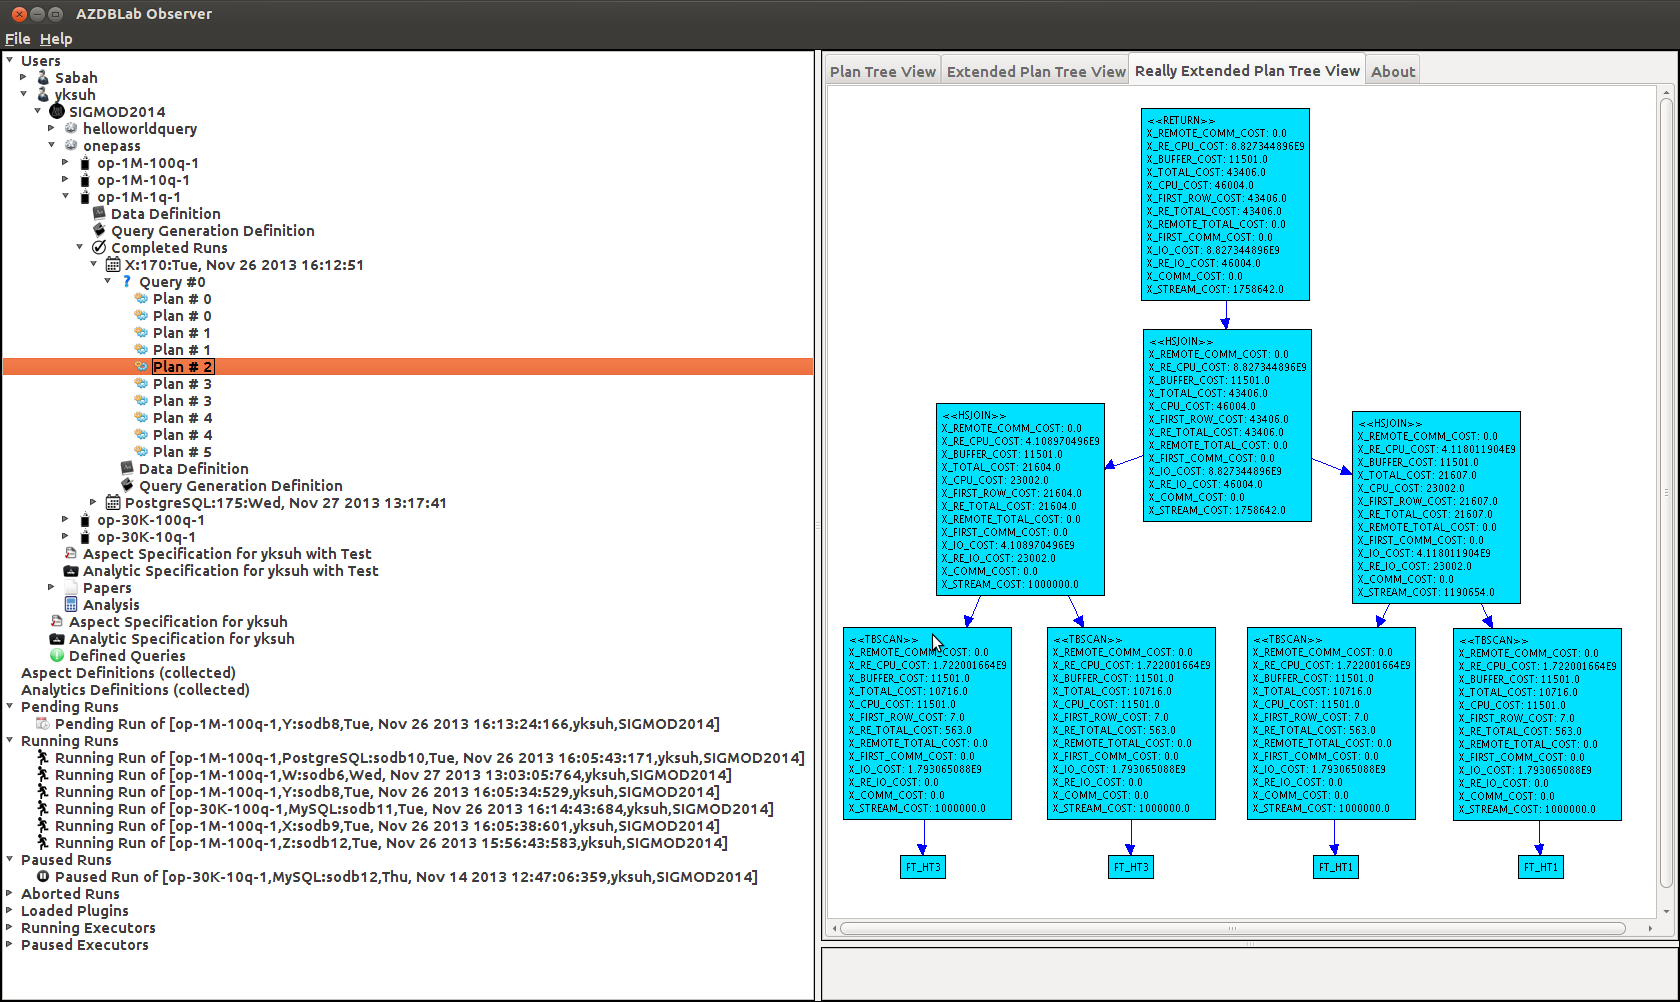 AZDBLab Observer
File Help
Users
Sabah
yksuh
SIGMOD2014
helloworldquery
onepass
op-1M-100q-1
op-1M-10q-1
op-1M-1q-1
Data Definition
Query Generation Definition
Completed Runs
X:170:Tue, Nov 26 2013 16:12:51
Query #0
Plan # 0
Plan # 0
Plan # 1
Plan # 1
Plan # 2
Plan # 3
Plan # 3
Plan # 4
Plan # 4
Plan # 5
Data Definition
Query Generation Definition
PostgreSQL:175:Wed, Nov 27 2013 13:17:41
op-30K-100q-1
op-30K-10q-1
Aspect Specification for yksuh with Test
Analytic Specification for yksuh with Test
Papers
Analysis
Aspect Specification for yksuh
Analytic Specification for yksuh
Defined Queries
Aspect Definitions (collected)
Analytics Definitions (collected)
Pending Runs
Pending Run of [op-1M-100q-1,Y:sodb8,Tue, Nov 26 2013 16:13:24:166,yksuh,SIGMOD2014]
Running Runs
Running Run of [op-1M-100q-1,PostgreSQL:sodb10,Tue, Nov 26 2013 16:05:43:171,yksuh,SIGMOD2014]
Running Run of [op-1M-100q-1,W:sodb6,Wed, Nov 27 2013 13:03:05:764,yksuh,SIGMOD2014]
Running Run of [op-1M-100q-1,Y:sodb8,Tue, Nov 26 2013 16:05:34:529,yksuh,SIGMOD2014]
Running Run of [op-30K-100q-1,MySQL:sodb11,Tue, Nov 26 2013 16:14:43:684,yksuh,SIGMOD2014]
Running Run of [op-1M-100q-1,X:sodb9,Tue, Nov 26 2013 16:05:38:601,yksuh,SIGMOD2014]
Running Run of [op-1M-100q-1,Z:sodb12,Tue, Nov 26 2013 15:56:43:583,yksuh,SIGMOD2014]
Paused Runs
Paused Run of [op-30K-10q-1,MySQL:sodb12,Thu, Nov 14 2013 12:47:06:359,yksuh,SIGMOD2014]
Aborted Runs
Loaded Plugins
Running Executors
Paused Executors
Plan Tree View Extended Plan Tree View Really Extended Plan Tree View About
<<RETURN>>
X_REMOTE_COMM_COST: 0.0
X_RE_CPU_COST: 8.827344896E9
X_BUFFER_COST: 11501.0
X_TOTAL_COST: 43406.0
X_CPU_COST: 46004.0
X_FIRST_ROW_COST: 43406.0
X_RE_TOTAL_COST: 43406.0
X_REMOTE_TOTAL_COST: 0.0
X_FIRST_COMM_COST: 0.0
X_IO_COST: 8.827344896E9
X_RE_IO_COST: 46004.0
X_COMM_COST: 0.0
X_STREAM_COST: 1758642.0
<<HSJOIN>>
X_REMOTE_COMM_COST: 0.0
X_RE_CPU_COST: 8.827344896E9
X_BUFFER_COST: 11501.0
X_TOTAL_COST: 43406.0
X_CPU_COST: 46004.0
X_FIRST_ROW_COST: 43406.0
X_RE_TOTAL_COST: 43406.0
X_REMOTE_TOTAL_COST: 0.0
X_FIRST_COMM_COST: 0.0
X_IO_COST: 8.827344896E9
X_RE_IO_COST: 46004.0
X_COMM_COST: 0.0
X_STREAM_COST: 1758642.0
<<HSJOIN>>
X_REMOTE_COMM_COST: 0.0
X_RE_CPU_COST: 4.108970496E9
X_BUFFER_COST: 11501.0
X_TOTAL_COST: 21604.0
X_CPU_COST: 23002.0
X_FIRST_ROW_COST: 21604.0
X_RE_TOTAL_COST: 21604.0
X_REMOTE_TOTAL_COST: 0.0
X_FIRST_COMM_COST: 0.0
X_IO_COST: 4.108970496E9
X_RE_IO_COST: 23002.0
X_COMM_COST: 0.0
X_STREAM_COST: 1000000.0
<<HSJOIN>>
X_REMOTE_COMM_COST: 0.0
X_RE_CPU_COST: 4.118011904E9
X_BUFFER_COST: 11501.0
X_TOTAL_COST: 21607.0
X_CPU_COST: 23002.0
X_FIRST_ROW_COST: 21607.0
X_RE_TOTAL_COST: 21607.0
X_REMOTE_TOTAL_COST: 0.0
X_FIRST_COMM_COST: 0.0
X_IO_COST: 4.118011904E9
X_RE_IO_COST: 23002.0
X_COMM_COST: 0.0
X_STREAM_COST: 1190654.0
<<TBSCAN>>
X_REMOTE_COMM_COST: 0.0
X_RE_CPU_COST: 1.722001664E9
X_BUFFER_COST: 11501.0
X_TOTAL_COST: 10716.0
X_CPU_COST: 11501.0
X_FIRST_ROW_COST: 7.0
X_RE_TOTAL_COST: 563.0
X_REMOTE_TOTAL_COST: 0.0
X_FIRST_COMM_COST: 0.0
X_IO_COST: 1.793065088E9
X_RE_IO_COST: 0.0
X_COMM_COST: 0.0
X_STREAM_COST: 1000000.0
<<TBSCAN>>
X_REMOTE_COMM_COST: 0.0
X_RE_CPU_COST: 1.722001664E9
X_BUFFER_COST: 11501.0
X_TOTAL_COST: 10716.0
X_CPU_COST: 11501.0
X_FIRST_ROW_COST: 7.0
X_RE_TOTAL_COST: 563.0
X_REMOTE_TOTAL_COST: 0.0
X_FIRST_COMM_COST: 0.0
X_IO_COST: 1.793065088E9
X_RE_IO_COST: 0.0
X_COMM_COST: 0.0
X_STREAM_COST: 1000000.0
<<TBSCAN>>
X_REMOTE_COMM_COST: 0.0
X_RE_CPU_COST: 1.722001664E9
X_BUFFER_COST: 11501.0
X_TOTAL_COST: 10716.0
X_CPU_COST: 11501.0
X_FIRST_ROW_COST: 7.0
X_RE_TOTAL_COST: 563.0
X_REMOTE_TOTAL_COST: 0.0
X_FIRST_COMM_COST: 0.0
X_IO_COST: 1.793065088E9
X_RE_IO_COST: 0.0
X_COMM_COST: 0.0
X_STREAM_COST: 1000000.0
<<TBSCAN>>
X_REMOTE_COMM_COST: 0.0
X_RE_CPU_COST: 1.722001664E9
X_BUFFER_COST: 11501.0
X_TOTAL_COST: 10716.0
X_CPU_COST: 11501.0
X_FIRST_ROW_COST: 7.0
X_RE_TOTAL_COST: 563.0
X_REMOTE_TOTAL_COST: 0.0
X_FIRST_COMM_COST: 0.0
X_IO_COST: 1.793065088E9
X_RE_IO_COST: 0.0
X_COMM_COST: 0.0
X_STREAM_COST: 1000000.0
FT_HT3
FT_HT3
FT_HT1
FT_HT1